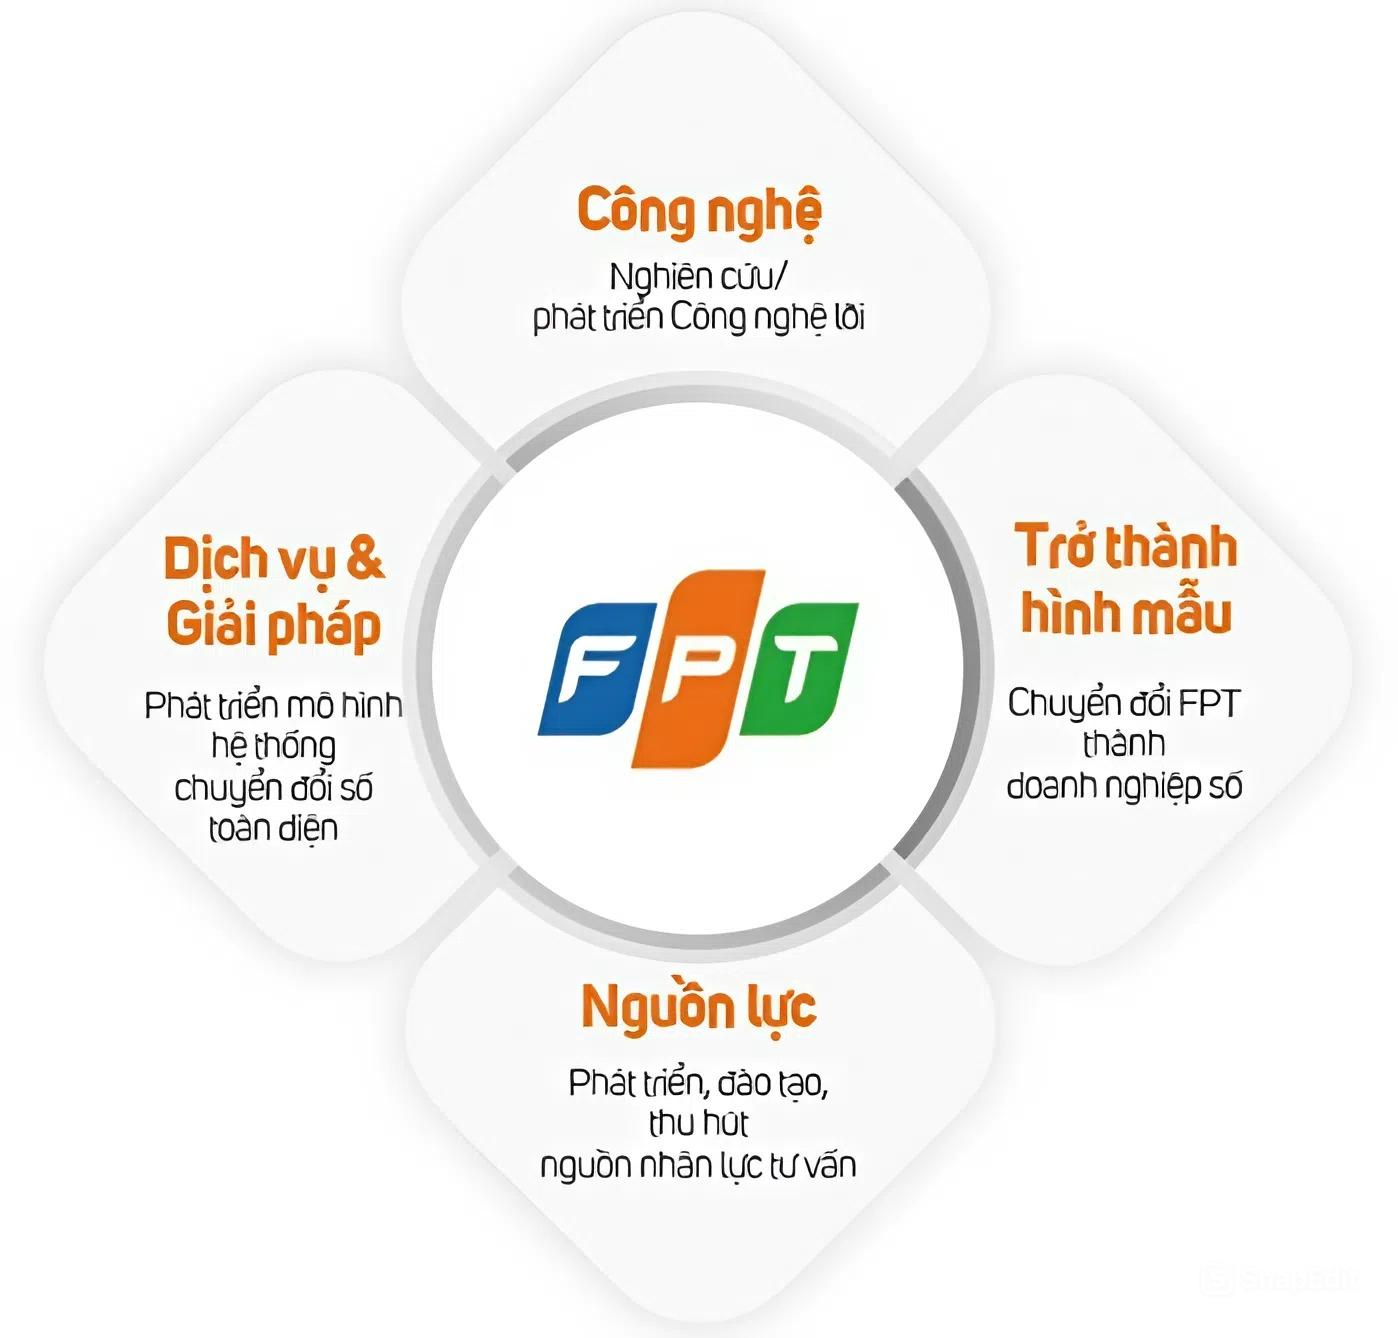 Công nghệ
Nghiên cứu/
phát triển Công nghệ lõi
Dịch vụ &
Giải pháp
Phát triển mô hình
hệ thống
chuyển đổi số
toàn diện
FPT
Trở thành
hình mẫu
Chuyển đổi FPT
thành
doanh nghiệp số
Nguồn lực
Phát triển, đào tạo,
thu hút
nguồn nhân lực tư vấn
SnapEdit